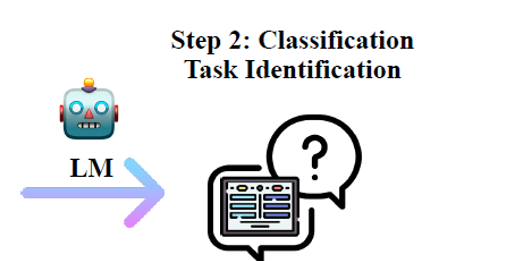 Step 2: Classification
Task Identification
LM
?